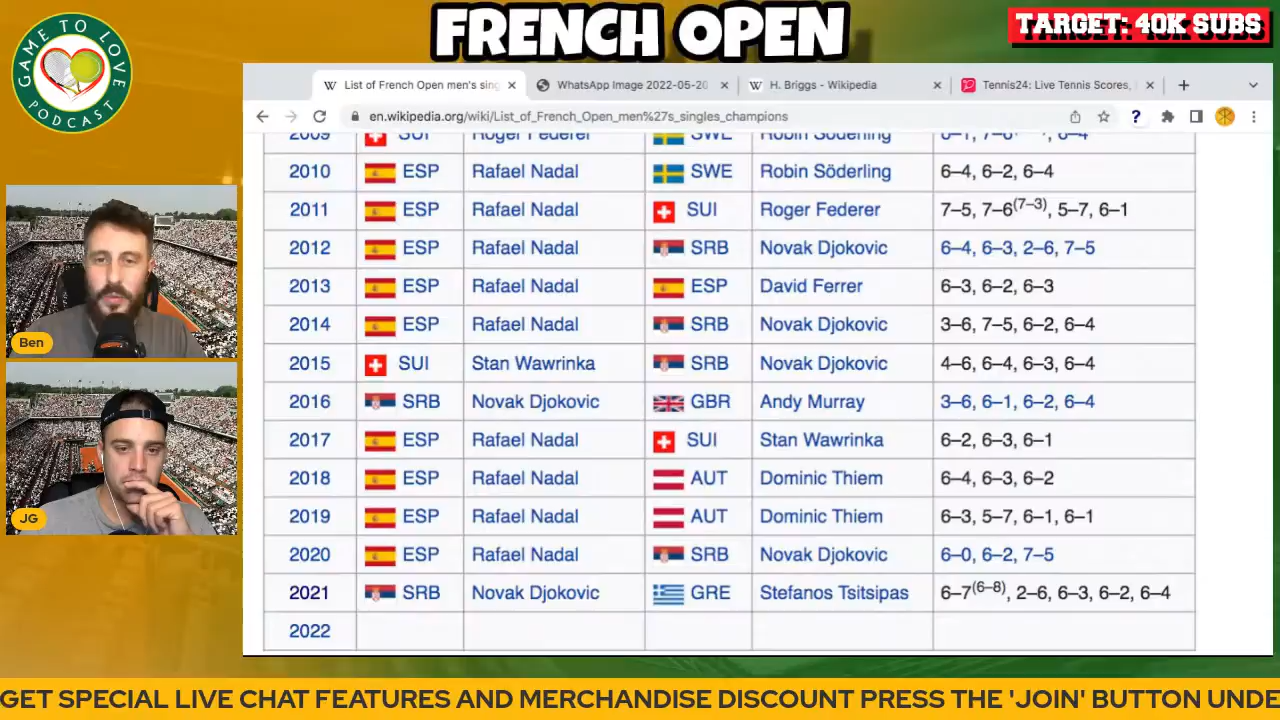 FRENCH OPEN
TARGET: 40K SUBS
GAME TO LOVE
PODCAST
List of French Open men's sing
WhatsApp Image 2022-05-20
H. Briggs - Wikipedia
Tennis24: Live Tennis Scores,
en.wikipedia.org/wiki/List_of_French_Open_men%27s_singles_champions
2009 SUI Roger Federer SWE Robin Söderling
2010 ESP Rafael Nadal SWE Robin Söderling 6–4, 6–2, 6–4
2011 ESP Rafael Nadal SUI Roger Federer 7–5, 7–6(7–3), 5–7, 6–1
2012 ESP Rafael Nadal SRB Novak Djokovic 6–4, 6–3, 2–6, 7–5
2013 ESP Rafael Nadal ESP David Ferrer 6–3, 6–2, 6–3
2014 ESP Rafael Nadal SRB Novak Djokovic 3–6, 7–5, 6–2, 6–4
2015 SUI Stan Wawrinka SRB Novak Djokovic 4–6, 6–4, 6–3, 6–4
2016 SRB Novak Djokovic GBR Andy Murray 3–6, 6–1, 6–2, 6–4
2017 ESP Rafael Nadal SUI Stan Wawrinka 6–2, 6–3, 6–1
2018 ESP Rafael Nadal AUT Dominic Thiem 6–4, 6–3, 6–2
2019 ESP Rafael Nadal AUT Dominic Thiem 6–3, 5–7, 6–1, 6–1
2020 ESP Rafael Nadal SRB Novak Djokovic 6–0, 6–2, 7–5
2021 SRB Novak Djokovic GRE Stefanos Tsitsipas 6–7(6–8), 2–6, 6–3, 6–2, 6–4
2022
Ben
JG
GET SPECIAL LIVE CHAT FEATURES AND MERCHANDISE DISCOUNT PRESS THE 'JOIN' BUTTON UNDE